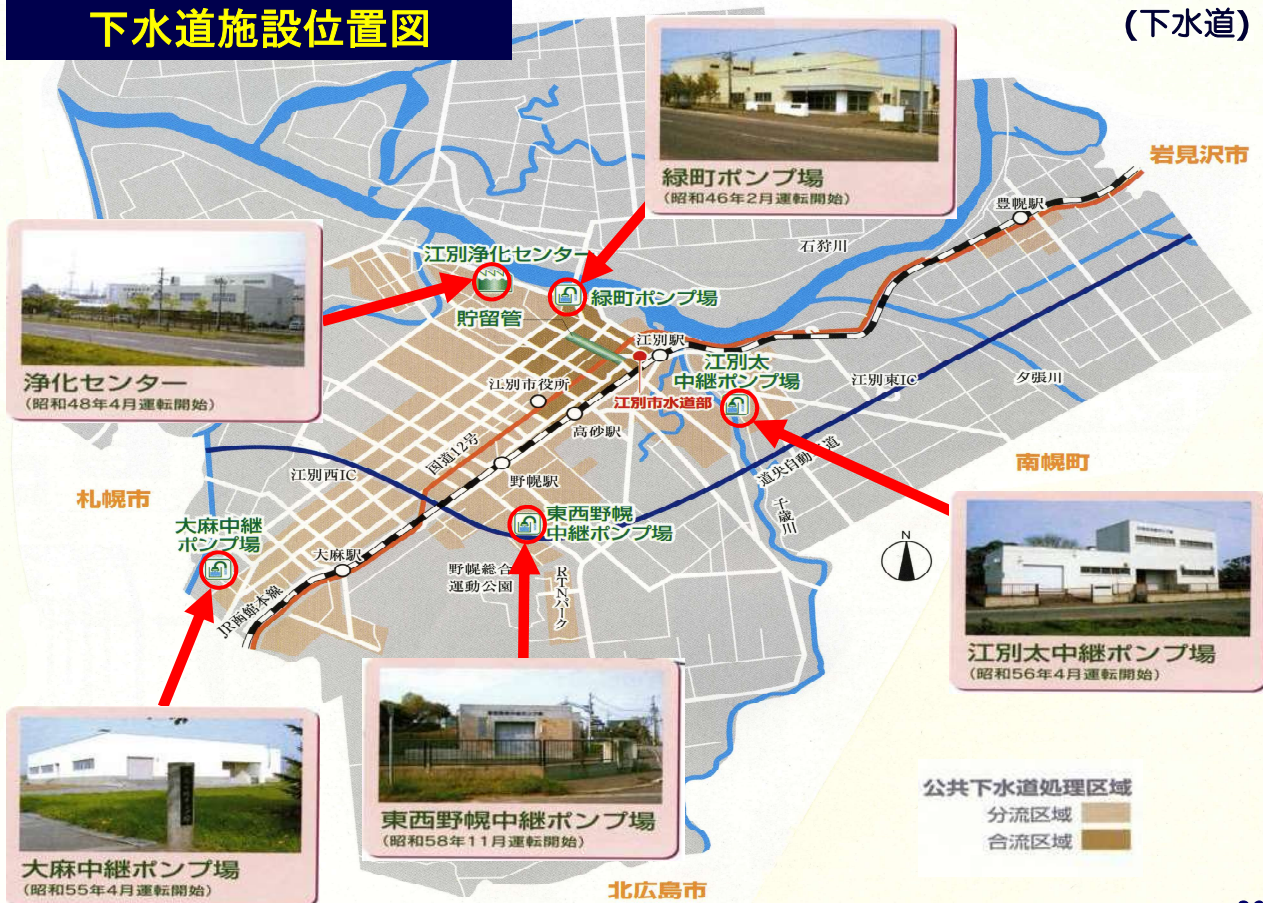 下水道施設位置図
(下水道)
緑町ポンプ場
(昭和46年2月運転開始)
岩見沢市
豊幌駅
石狩川
江別浄化センター
緑町ポンプ場
貯留管
浄化センター
(昭和48年4月運転開始)
江別駅
江別太
中継ポンプ場
江別東IC
夕張川
江別市役所
江別市水道部
高砂駅
国道12号
道央自動車道
南幌町
江別西IC
野幌駅
札幌市
千歳川
東西野幌
中継ポンプ場
大麻中継
ポンプ場
大麻駅
N
野幌総合
運動公園
RTNパーク
JR函館本線
江別太中継ポンプ場
(昭和56年4月運転開始)
東西野幌中継ポンプ場
(昭和58年11月運転開始)
大麻中継ポンプ場
(昭和55年4月運転開始)
公共下水道処理区域
分流区域
合流区域
北広島市